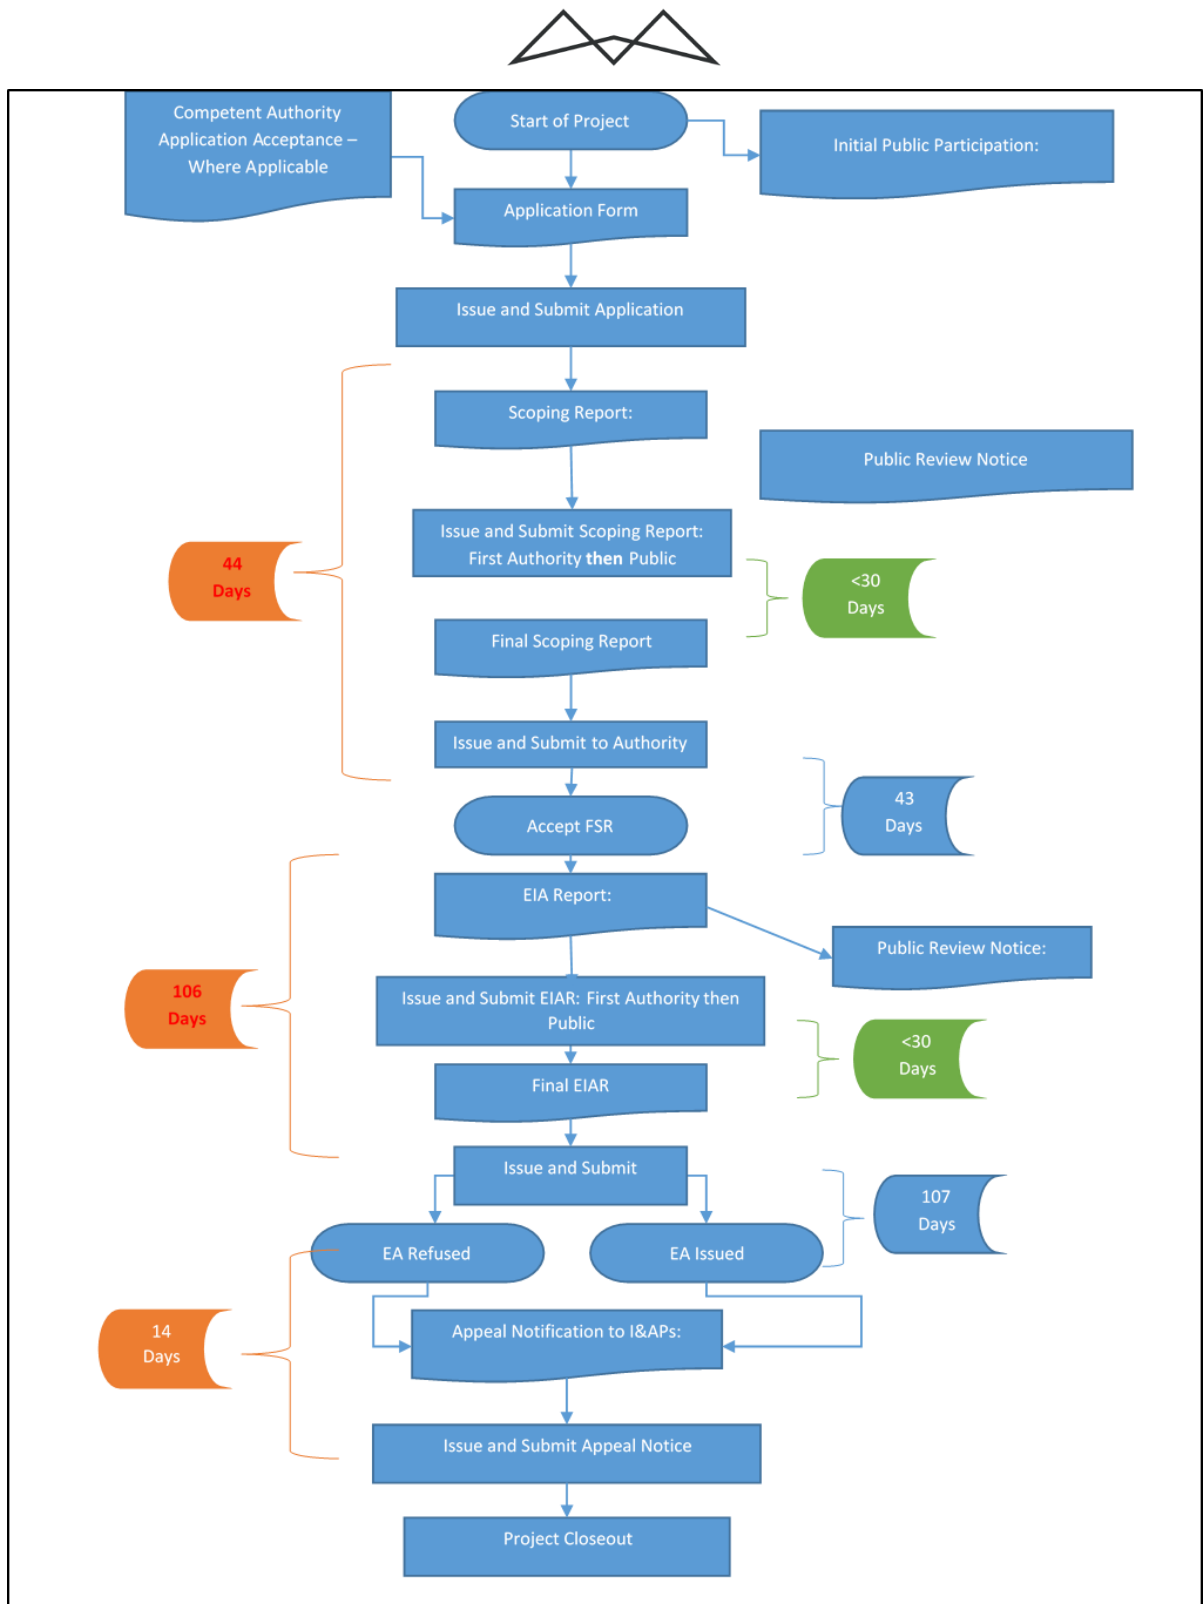 Competent Authority
Application Acceptance –
Where Applicable
Start of Project
Initial Public Participation:
Application Form
Issue and Submit Application
Scoping Report:
Public Review Notice
Issue and Submit Scoping Report:
First Authority then Public
44
Days
<30
Days
Final Scoping Report
Issue and Submit to Authority
43
Days
Accept FSR
EIA Report:
Public Review Notice:
106
Days
Issue and Submit EIAR: First Authority then
Public
<30
Days
Final EIAR
Issue and Submit
107
Days
EA Refused
EA Issued
14
Days
Appeal Notification to I&APs:
Issue and Submit Appeal Notice
Project Closeout